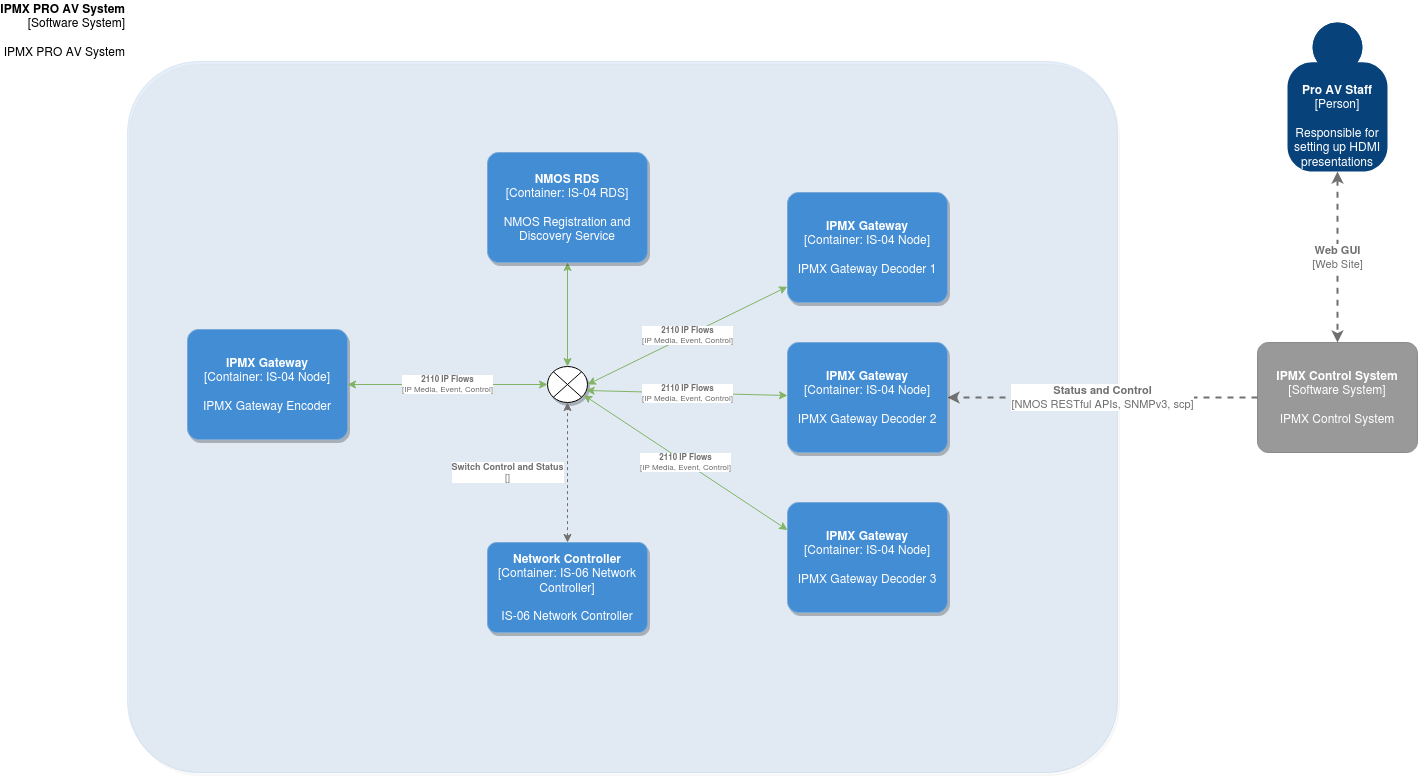 IPMX PRO AV System
[Software System]
IPMX PRO AV System
Pro AV Staff
[Person]
Responsible for
setting up HDMI
presentations
Web GUI
[Web Site]
NMOS RDS
[Container: IS-04 RDS]
NMOS Registration and
Discovery Service
IPMX Gateway
[Container: IS-04 Node]
IPMX Gateway Decoder 1
2110 IP Flows
[IP Media, Event, Control]
IPMX Gateway
[Container: IS-04 Node]
IPMX Gateway Encoder
2110 IP Flows
[IP Media, Event, Control]
2110 IP Flows
[IP Media, Event, Control]
IPMX Gateway
[Container: IS-04 Node]
IPMX Gateway Decoder 2
Status and Control
[NMOS RESTful APIs, SNMPv3, scp]
IPMX Control System
[Software System]
IPMX Control System
2110 IP Flows
[IP Media, Event, Control]
Switch Control and Status
[]
Network Controller
[Container: IS-06 Network
Controller]
IS-06 Network Controller
IPMX Gateway
[Container: IS-04 Node]
IPMX Gateway Decoder 3